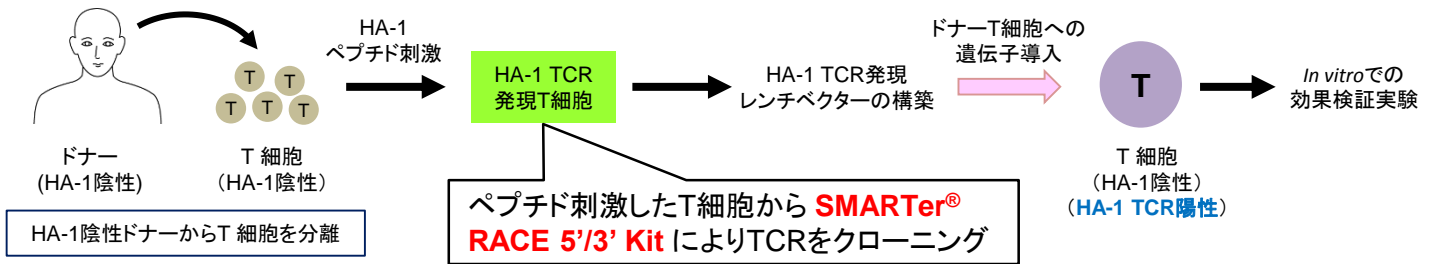 HA-1
ペプチド刺激
ドナーT細胞への
遺伝子導入
T
T
T
T
T
HA-1 TCR
発現T細胞
HA-1 TCR発現
レンチベクターの構築
T
In vitroでの
効果検証実験
ドナー
(HA-1陰性)
T 細胞
（HA-1陰性）
T 細胞
（HA-1陰性）
（HA-1 TCR陽性）
HA-1陰性ドナーからT 細胞を分離
ペプチド刺激したT細胞から SMARTer®
RACE 5'/3' Kit によりTCRをクローニング